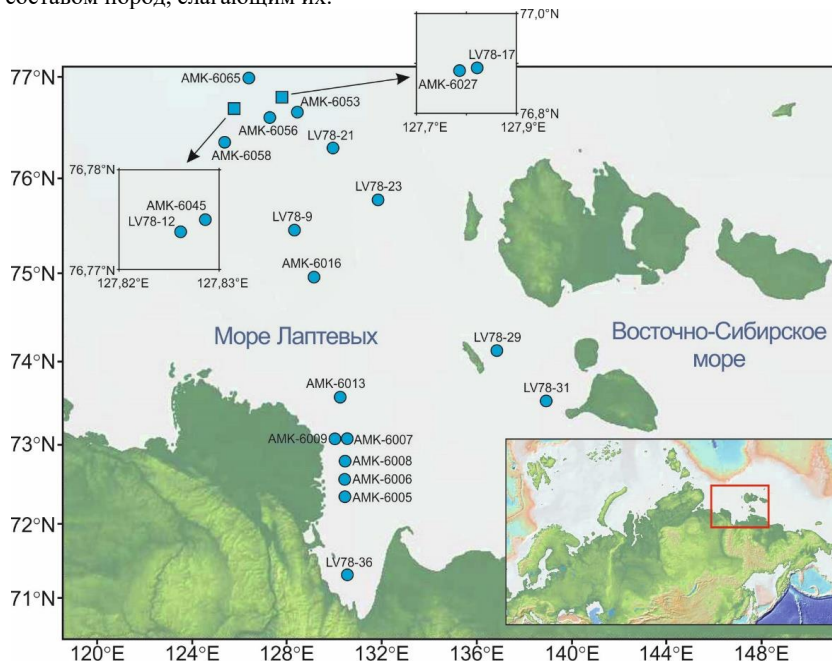 составом пород, слагающим их.
77,0°N
LV78-17
AMK-6027
76,8°N
127,7°E
127,9°E
77°N
AMK-6065
AMK-6053
AMK-6056
LV78-21
AMK-6058
76°N
76,78°N
LV78-23
AMK-6045
LV78-12
LV78-9
76,77°N
127,82°E
127,83°E
75°N
AMK-6016
Море Лаптевых
Восточно-Сибирское
море
LV78-29
74°N
AMK-6013
LV78-31
73°N
AMK-6009
AMK-6007
AMK-6008
AMK-6006
AMK-6005
72°N
LV78-36
71°N
120°E
124°E
128°E
132°E
136°E
140°E
144°E
148°E